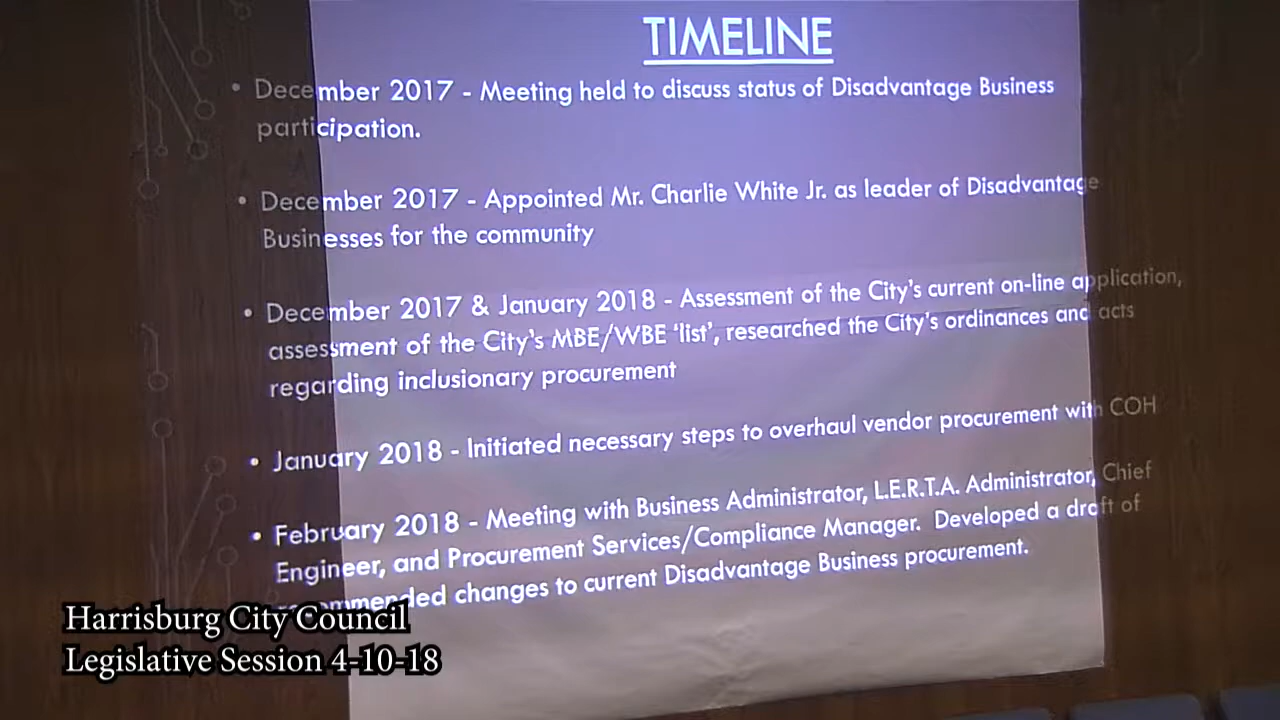 TIMELINE
• December 2017 - Meeting held to discuss status of Disadvantage Business
participation.
• December 2017 - Appointed Mr. Charlie White Jr. as leader of Disadvantage
Businesses for the community
• December 2017 & January 2018 - Assessment of the City's current on-line application,
assessment of the City's MBE/WBE 'list', researched the City's ordinances and acts
regarding inclusionary procurement
• January 2018 - Initiated necessary steps to overhaul vendor procurement with COH
• February 2018 - Meeting with Business Administrator, L.E.R.T.A. Administrator, Chief
Engineer, and Procurement Services/Compliance Manager. Developed a draft of
recommended changes to current Disadvantage Business procurement.
Harrisburg City Council
Legislative Session 4-10-18